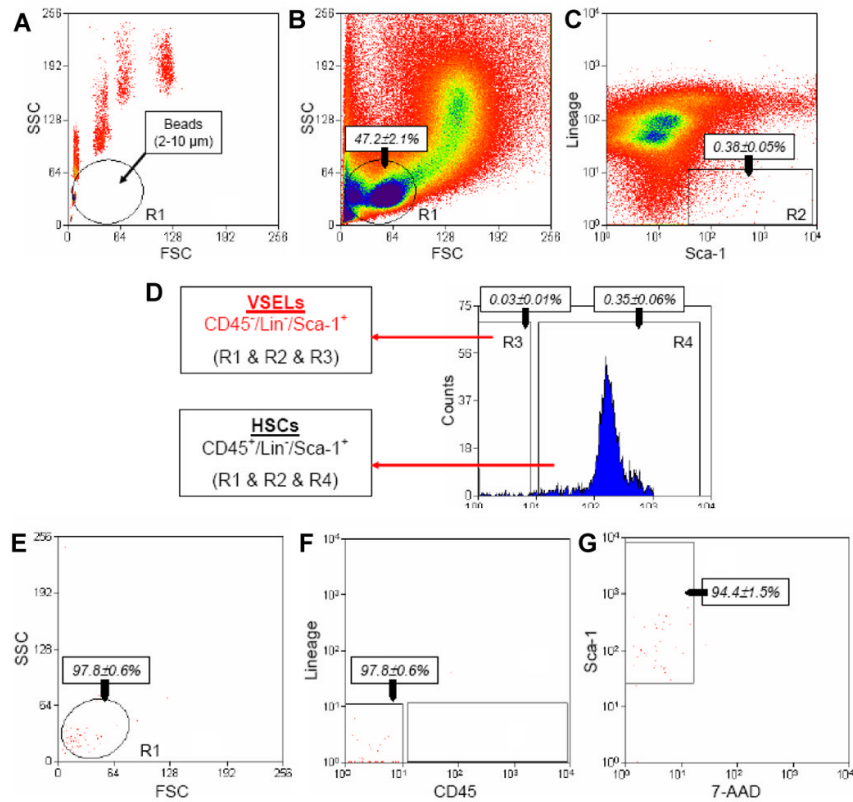 A
256
192
128
64
0
SSC
0 64 128 192 256
FSC
Beads
(2-10 µm)
R1
B
256
192
128
64
0
SSC
0 64 128 192 256
FSC
47.2±2.1%
R1
C
10⁴
10³
10²
10¹
10⁰
Lineage
10⁰ 10¹ 10² 10³ 10⁴
Sca-1
0.38±0.05%
R2
D
VSELs
CD45⁻/Lin⁻/Sca-1⁺
(R1 & R2 & R3)
HSCs
CD45⁺/Lin⁻/Sca-1⁺
(R1 & R2 & R4)
0.03±0.01%
0.35±0.06%
R3
R4
75
56
37
18
0
Counts
10⁰ 10¹ 10² 10³ 10⁴
E
256
192
128
64
0
SSC
0 64 128 192 256
FSC
97.8±0.6%
R1
F
10⁴
10³
10²
10¹
10⁰
Lineage
10⁰ 10¹ 10² 10³ 10⁴
CD45
97.8±0.6%
G
10⁴
10³
10²
10¹
10⁰
Sca-1
10⁰ 10¹ 10² 10³ 10⁴
7-AAD
94.4±1.5%